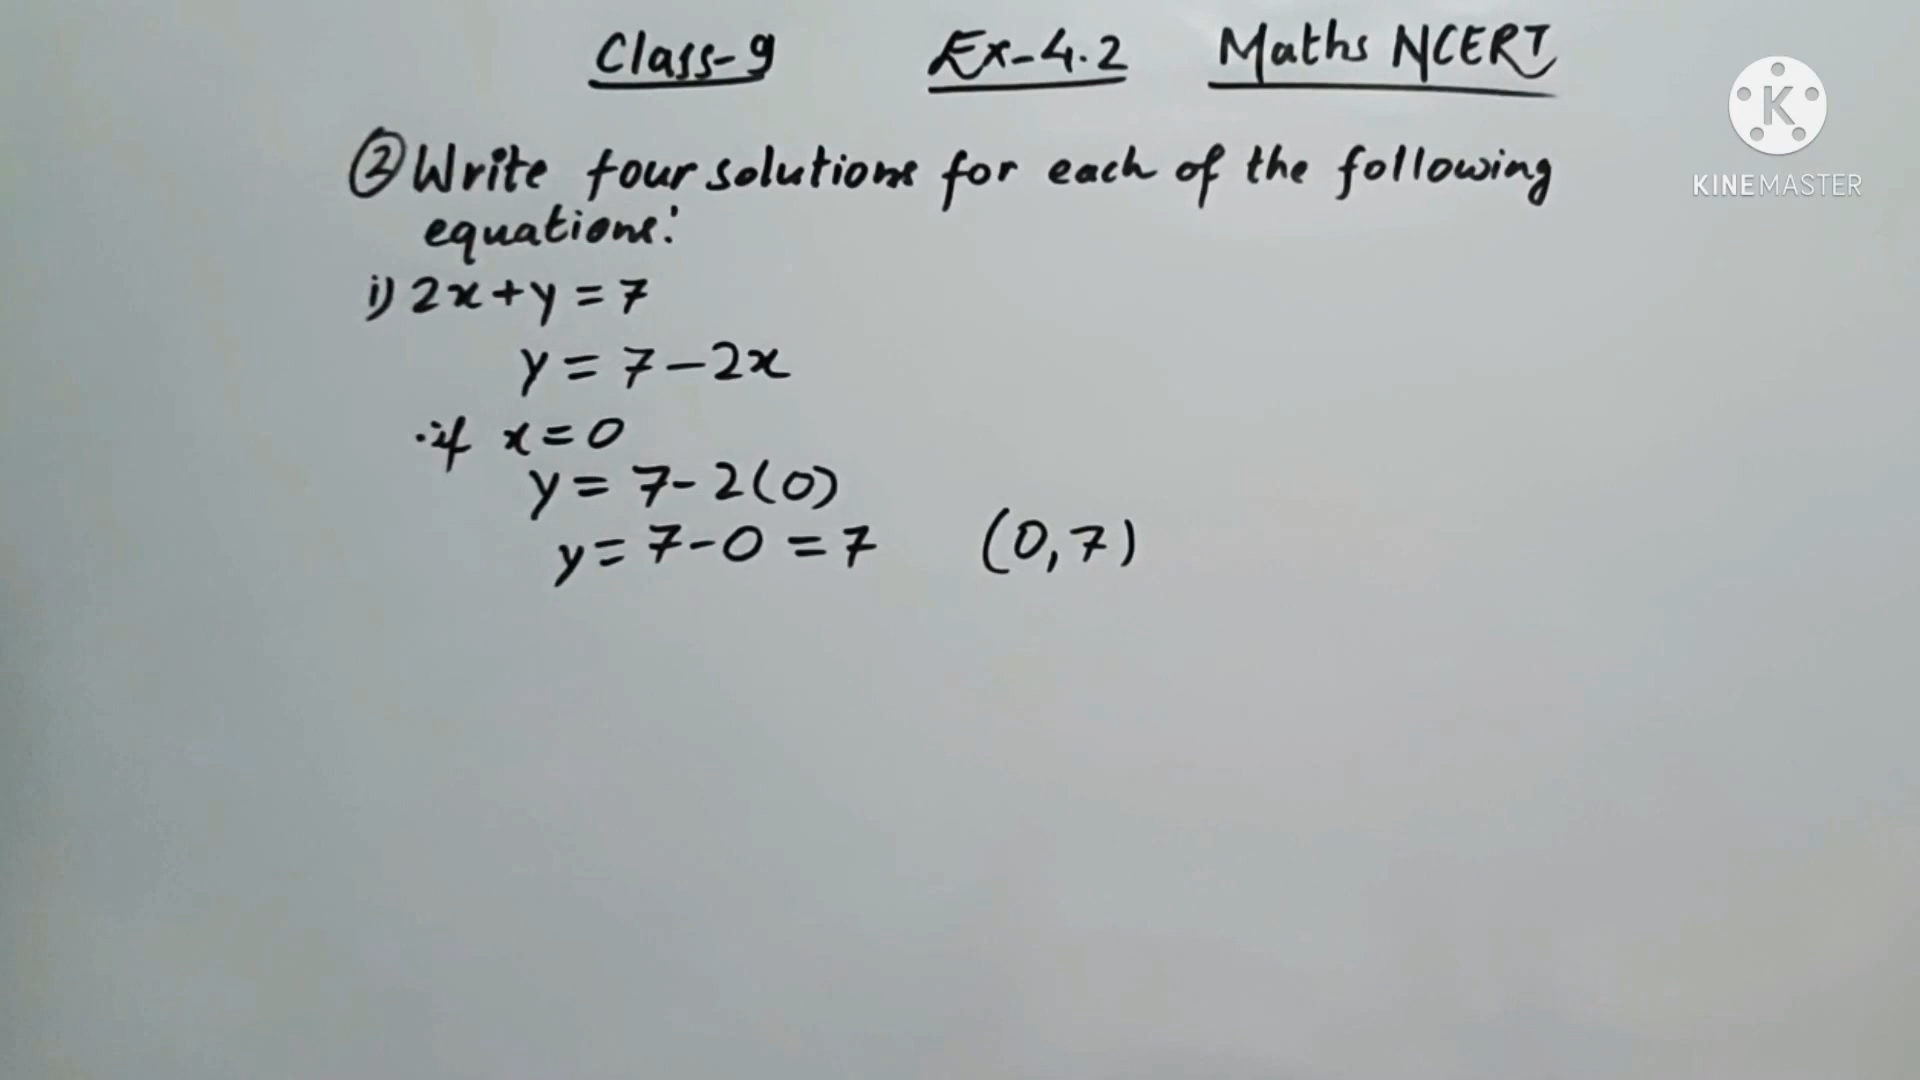 Class-9 Ex-4.2 Maths NCERT
K
KINEMASTER
② Write four solutions for each of the following
equations:
i) 2x+y=7
y = 7-2x
·if x=0
y = 7-2(0)
y = 7-0 = 7 (0,7)